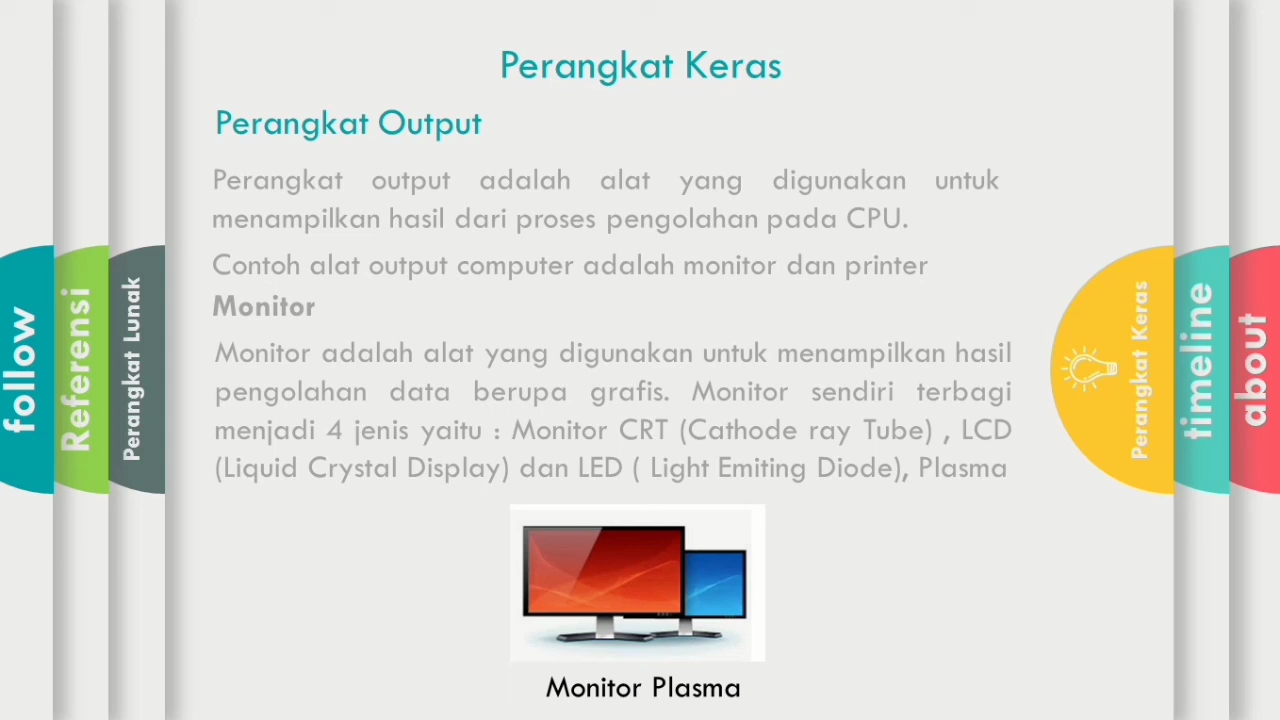 Perangkat Keras
Perangkat Output
Perangkat output adalah alat yang digunakan untuk
menampilkan hasil dari proses pengolahan pada CPU.
Contoh alat output computer adalah monitor dan printer
Monitor
Monitor adalah alat yang digunakan untuk menampilkan hasil
pengolahan data berupa grafis. Monitor sendiri terbagi
menjadi 4 jenis yaitu : Monitor CRT (Cathode ray Tube) , LCD
(Liquid Crystal Display) dan LED ( Light Emiting Diode), Plasma
Monitor Plasma
follow
Referensi
Perangkat Lunak
Perangkat Keras
timeline
about